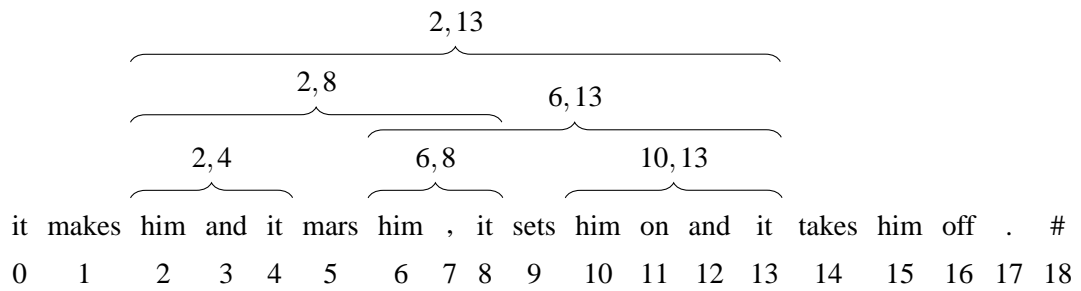 2, 13
2, 8
6, 13
2, 4 6, 8 10, 13
it makes him and it mars him , it sets him on and it takes him off . #
0 1 2 3 4 5 6 7 8 9 10 11 12 13 14 15 16 17 18